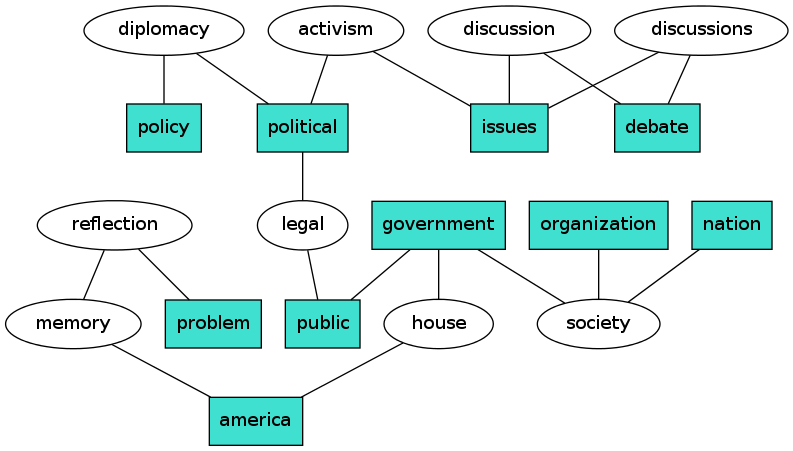 diplomacy
activism
discussion
discussions
policy
political
issues
debate
reflection
legal
government
organization
nation
memory
problem
public
house
society
america